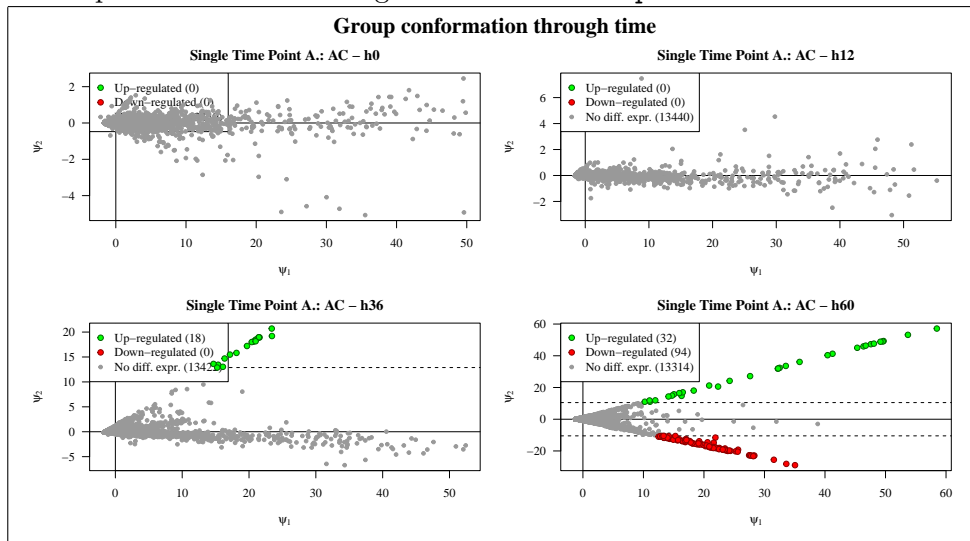 Group conformation through time
Single Time Point A.: AC − h0
Up−regulated (0)
Down−regulated (0)
2
0
−2
−4
ψ2
0 10 20 30 40 50
ψ1
Single Time Point A.: AC − h12
Up−regulated (0)
Down−regulated (0)
No diff. expr. (13440)
6
4
2
0
−2
ψ2
0 10 20 30 40 50
ψ1
Single Time Point A.: AC − h36
Up−regulated (18)
Down−regulated (0)
No diff. expr. (1342
20
15
10
5
0
−5
ψ2
0 10 20 30 40 50
ψ1
Single Time Point A.: AC − h60
Up−regulated (32)
Down−regulated (94)
No diff. expr. (13314)
60
40
20
0
−20
ψ2
0 10 20 30 40 50 60
ψ1